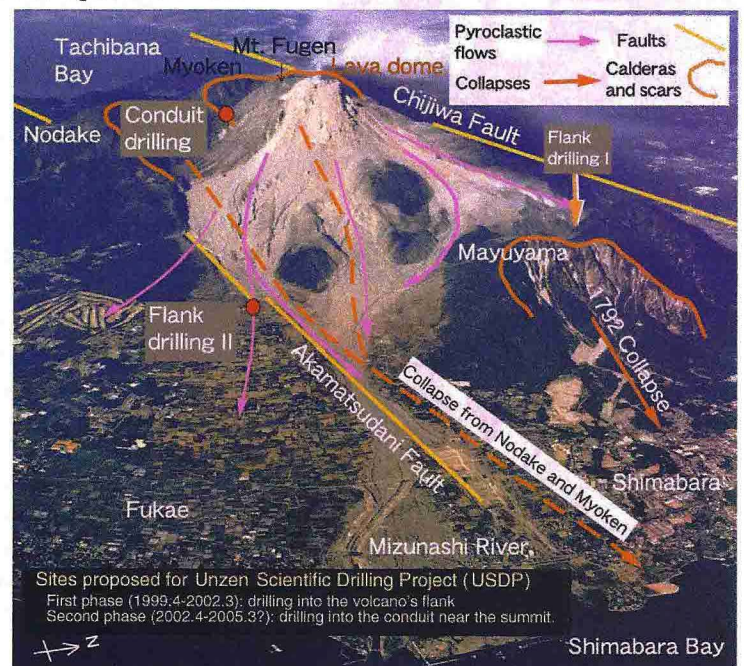 Tachibana
Bay
Mt. Fugen
Myoken
Lava dome
Pyroclastic
flows
Faults
Collapses
Calderas
and scars
Nodake
Conduit
drilling
Chijiwa Fault
Flank
drilling I
Mayuyama
Flank
drilling II
1792 Collapse
Akamatsudani Fault
Collapse from Nodake and Myoken
Shimabara
Fukae
Mizunashi River
Sites proposed for Unzen Scientific Drilling Project (USDP)
First phase (1999.4-2002.3): drilling into the volcano's flank
Second phase (2002.4-2005.3?): drilling into the conduit near the summit.
Z
Shimabara Bay